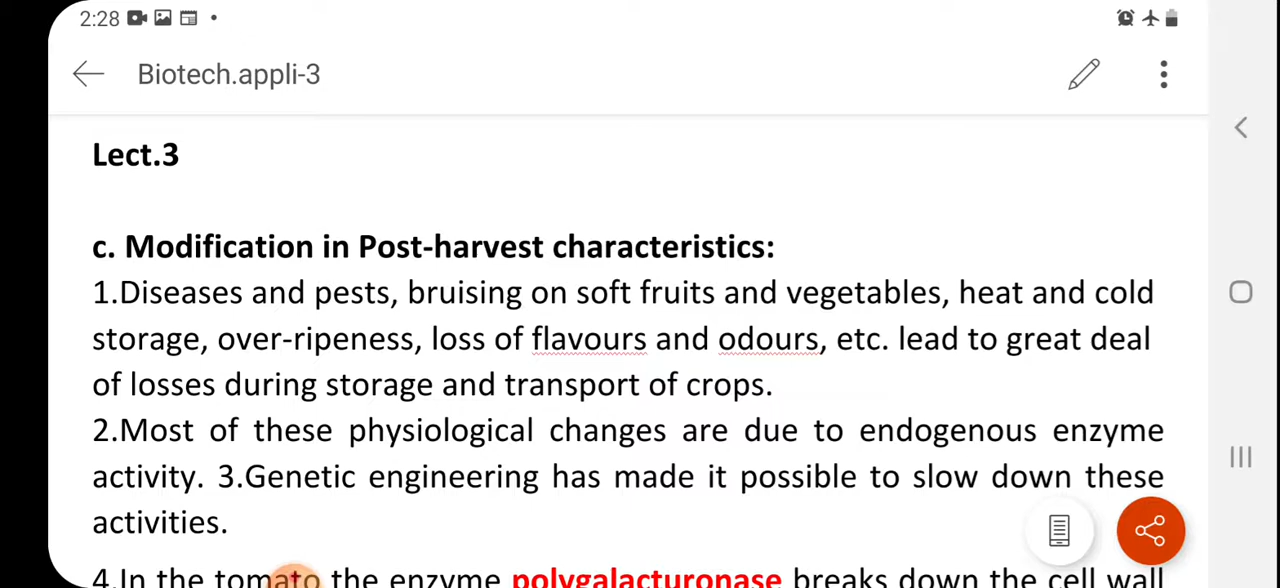 2:28
Biotech.appli-3
Lect.3
c. Modification in Post-harvest characteristics:
1.Diseases and pests, bruising on soft fruits and vegetables, heat and cold
storage, over-ripeness, loss of flavours and odours, etc. lead to great deal
of losses during storage and transport of crops.
2.Most of these physiological changes are due to endogenous enzyme
activity. 3.Genetic engineering has made it possible to slow down these
activities.
4.In the tomato the enzyme polygalacturonase breaks down the cell wall